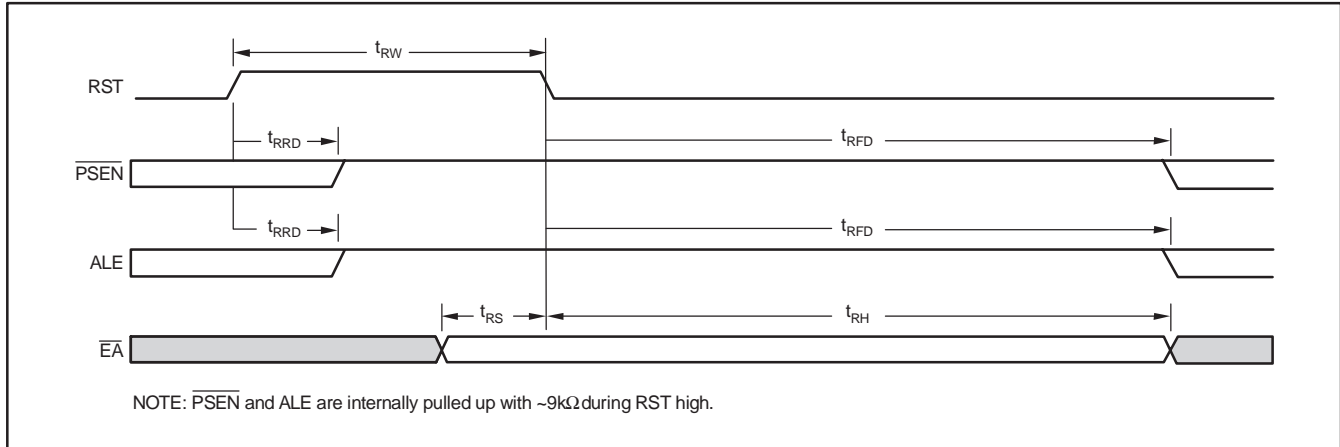 tRW
RST
tRRD
tRFD
PSEN
tRRD
tRFD
ALE
tRS
tRH
EA
NOTE: PSEN and ALE are internally pulled up with ~9kΩ during RST high.